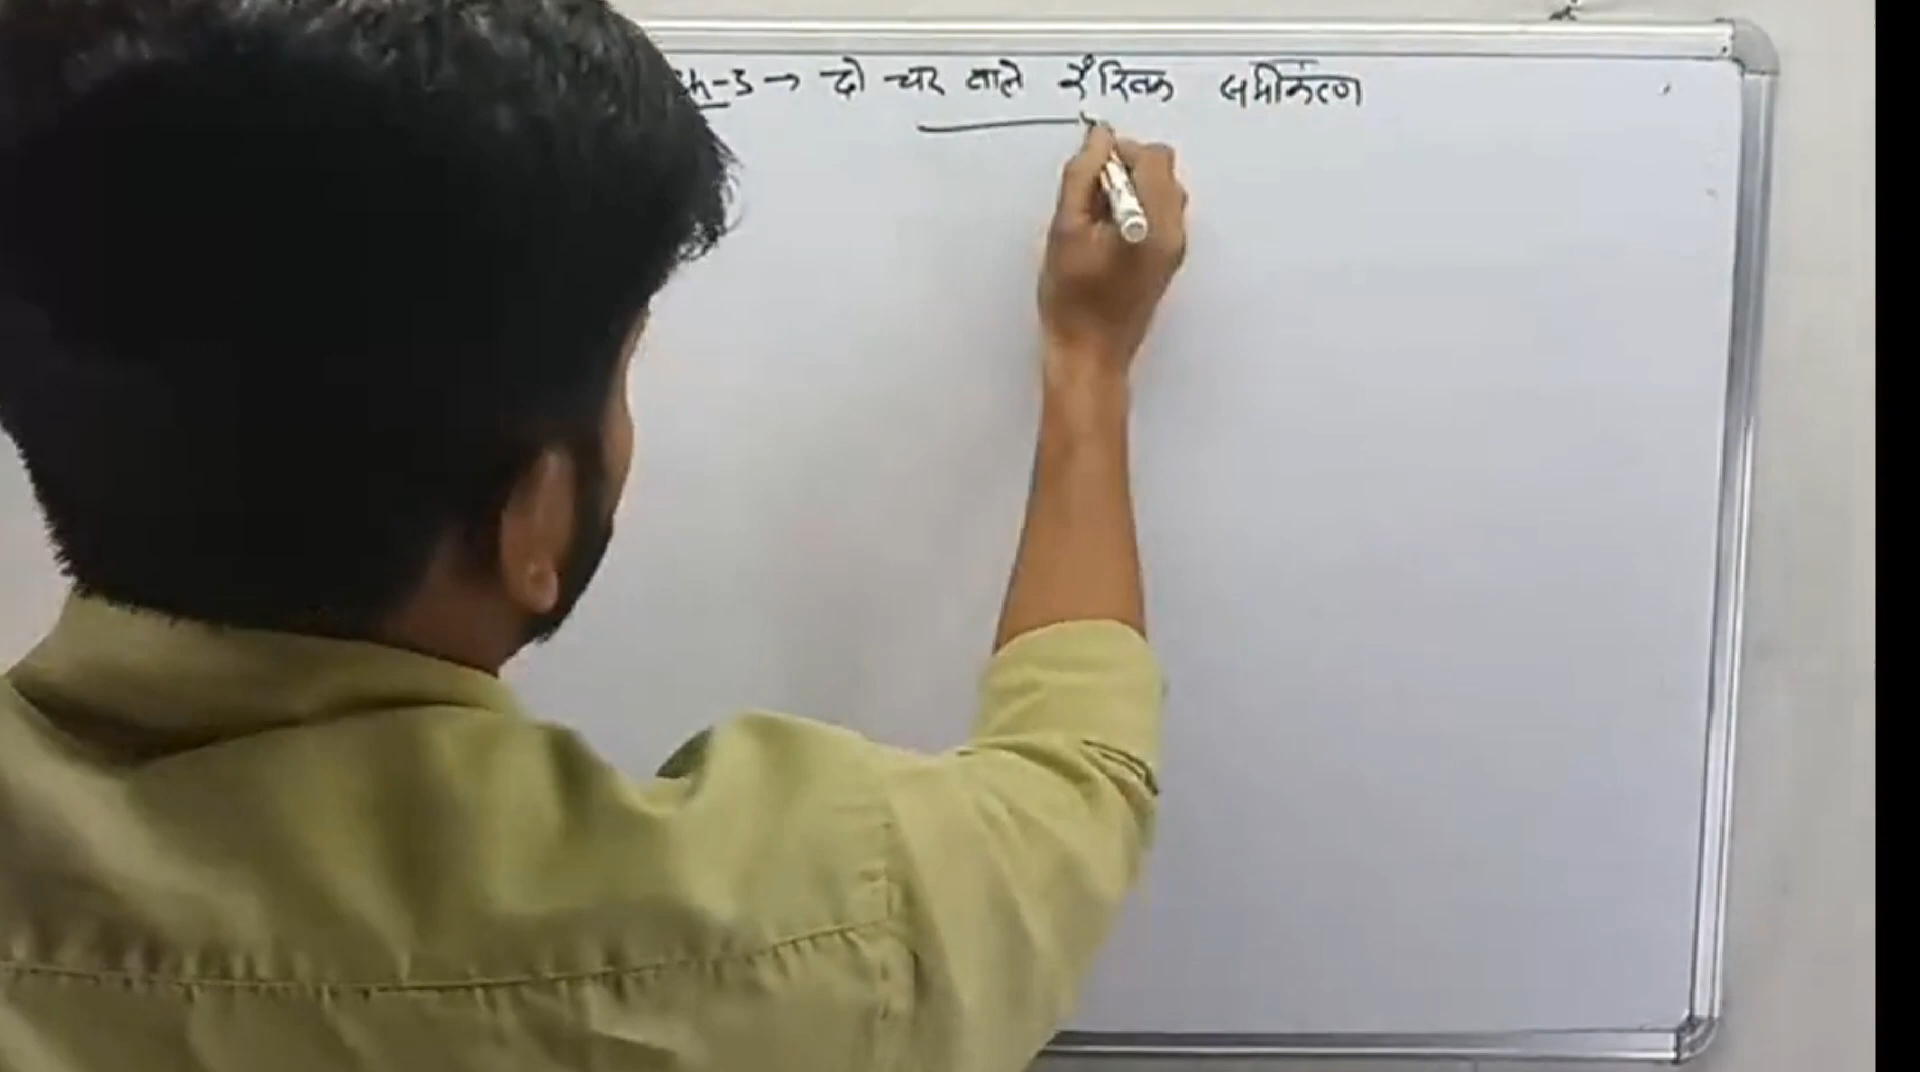 Ch-3 → दो चर वाले रैखिक समीकरण